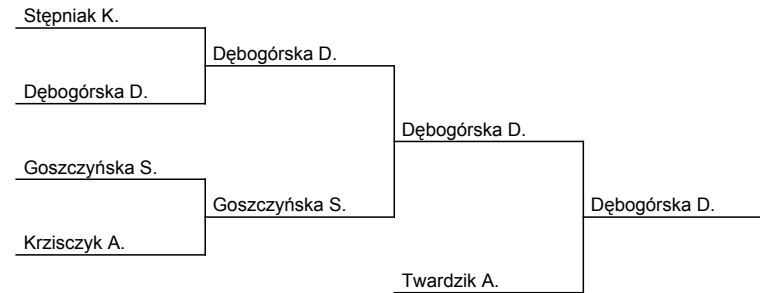 Stępniak K.
Dębogórska D.
Dębogórska D.
Dębogórska D.
Goszczyńska S.
Goszczyńska S.
Dębogórska D.
Krzisczyk A.
Twardzik A.